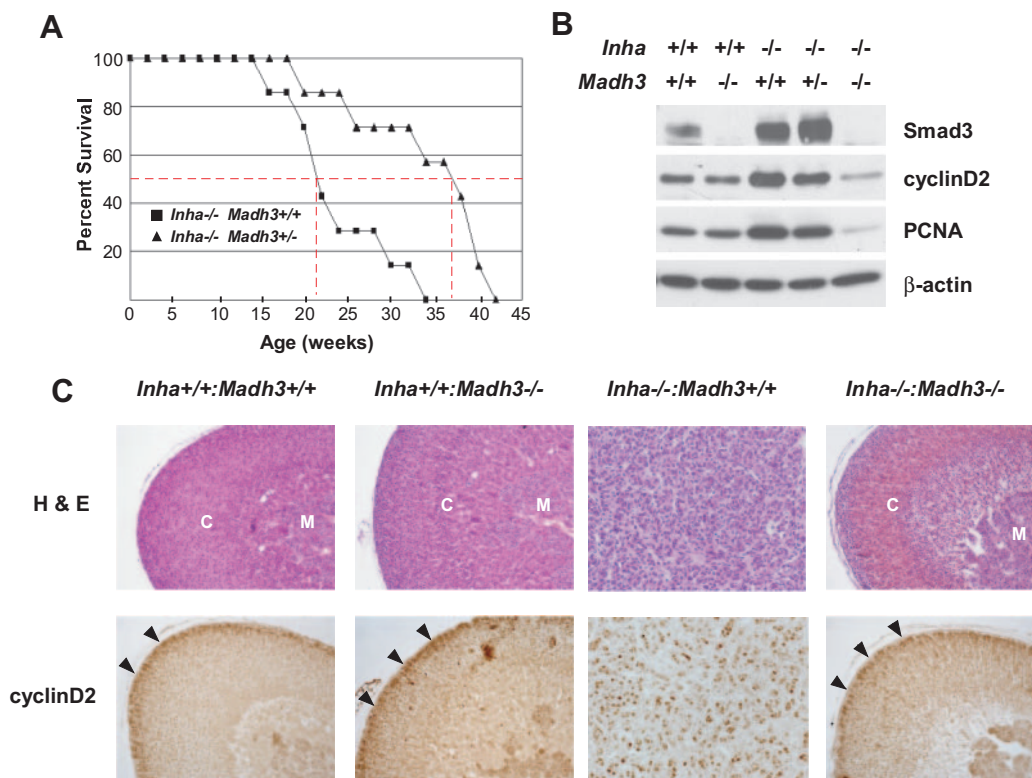 A
Percent Survival
100
80
60
40
20
0
0 5 10 15 20 25 30 35 40 45
Age (weeks)
Inha-/- Madh3+/+
Inha-/- Madh3+/-
B
Inha +/+ +/+ -/- -/- -/-
Madh3 +/+ -/- +/+ +/- -/-
Smad3
cyclinD2
PCNA
β-actin
C
Inha+/+:Madh3+/+ Inha+/+:Madh3-/- Inha-/-:Madh3+/+ Inha-/-:Madh3-/-
H & E
C M C M C M
cyclinD2